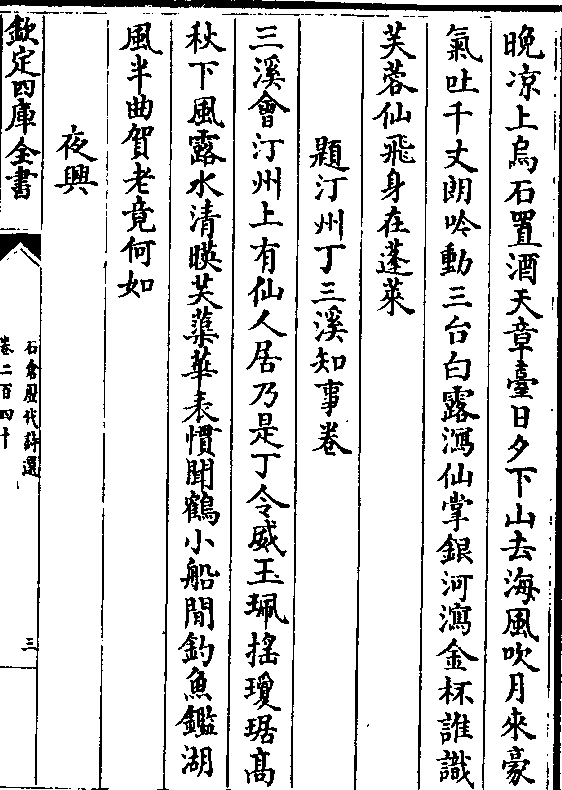 晚凉上烏石置酒天章臺日夕下山去海風吹月來豪
氣吐千丈朗吟動三台白露瀉仙掌銀河瀉金杯誰識
芙蓉仙飛身在蓬萊
題汀州丁三溪知事卷
三溪會汀州上有仙人居乃是丁令威玉珮搖瓊琚髙
秋下風露水清暎芙蕖華表慣聞鶴小船閒釣魚鑑湖
風半曲賀老竟何如
夜興
欽定四庫全書
石倉歷代詩選
卷二百四十
三